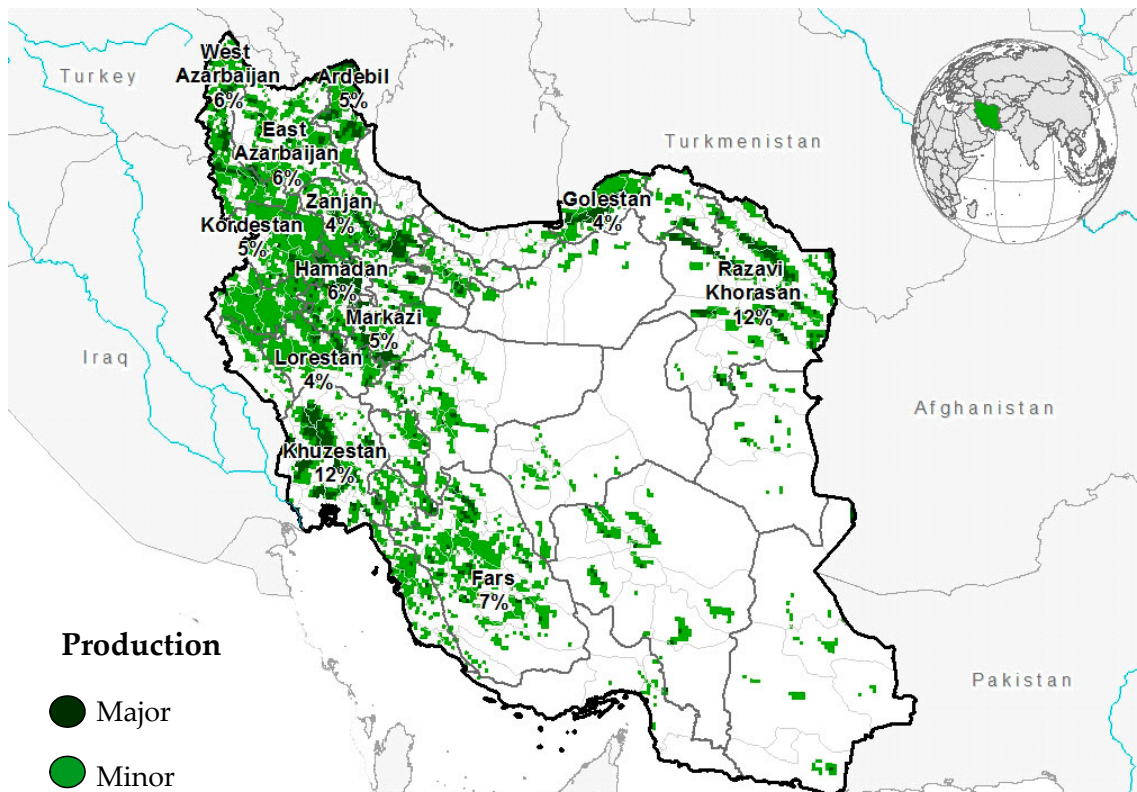 West
Azarbaijan
6%
Ardebil
5%
Turkey
East
Azarbaijan
6%
Turkmenistan
Zanjan
4%
Golestan
4%
Kordestan
5%
Hamadan
6%
Razavi
Khorasan
12%
Markazi
5%
Iraq
Lorestan
4%
Afghanistan
Khuzestan
12%
Fars
7%
Pakistan
Production
Major
Minor